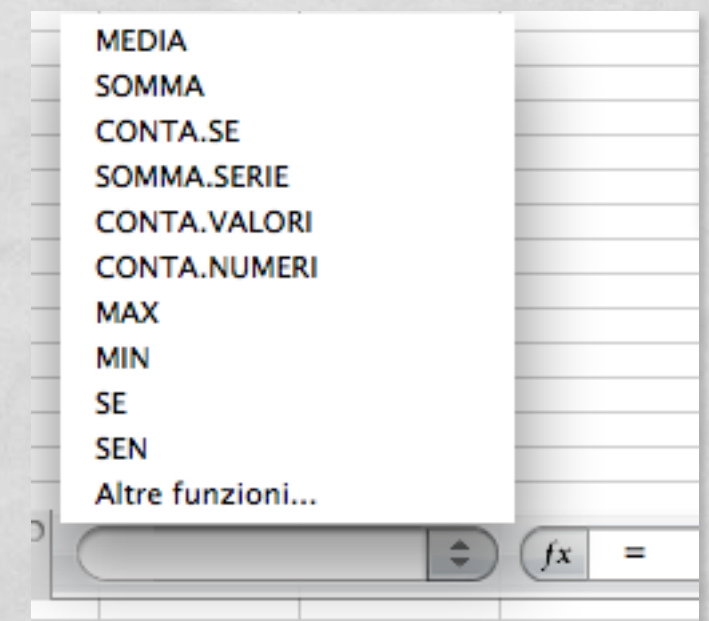 MEDIA
SOMMA
CONTA.SE
SOMMA.SERIE
CONTA.VALORI
CONTA.NUMERI
MAX
MIN
SE
SEN
Altre funzioni...
fx =